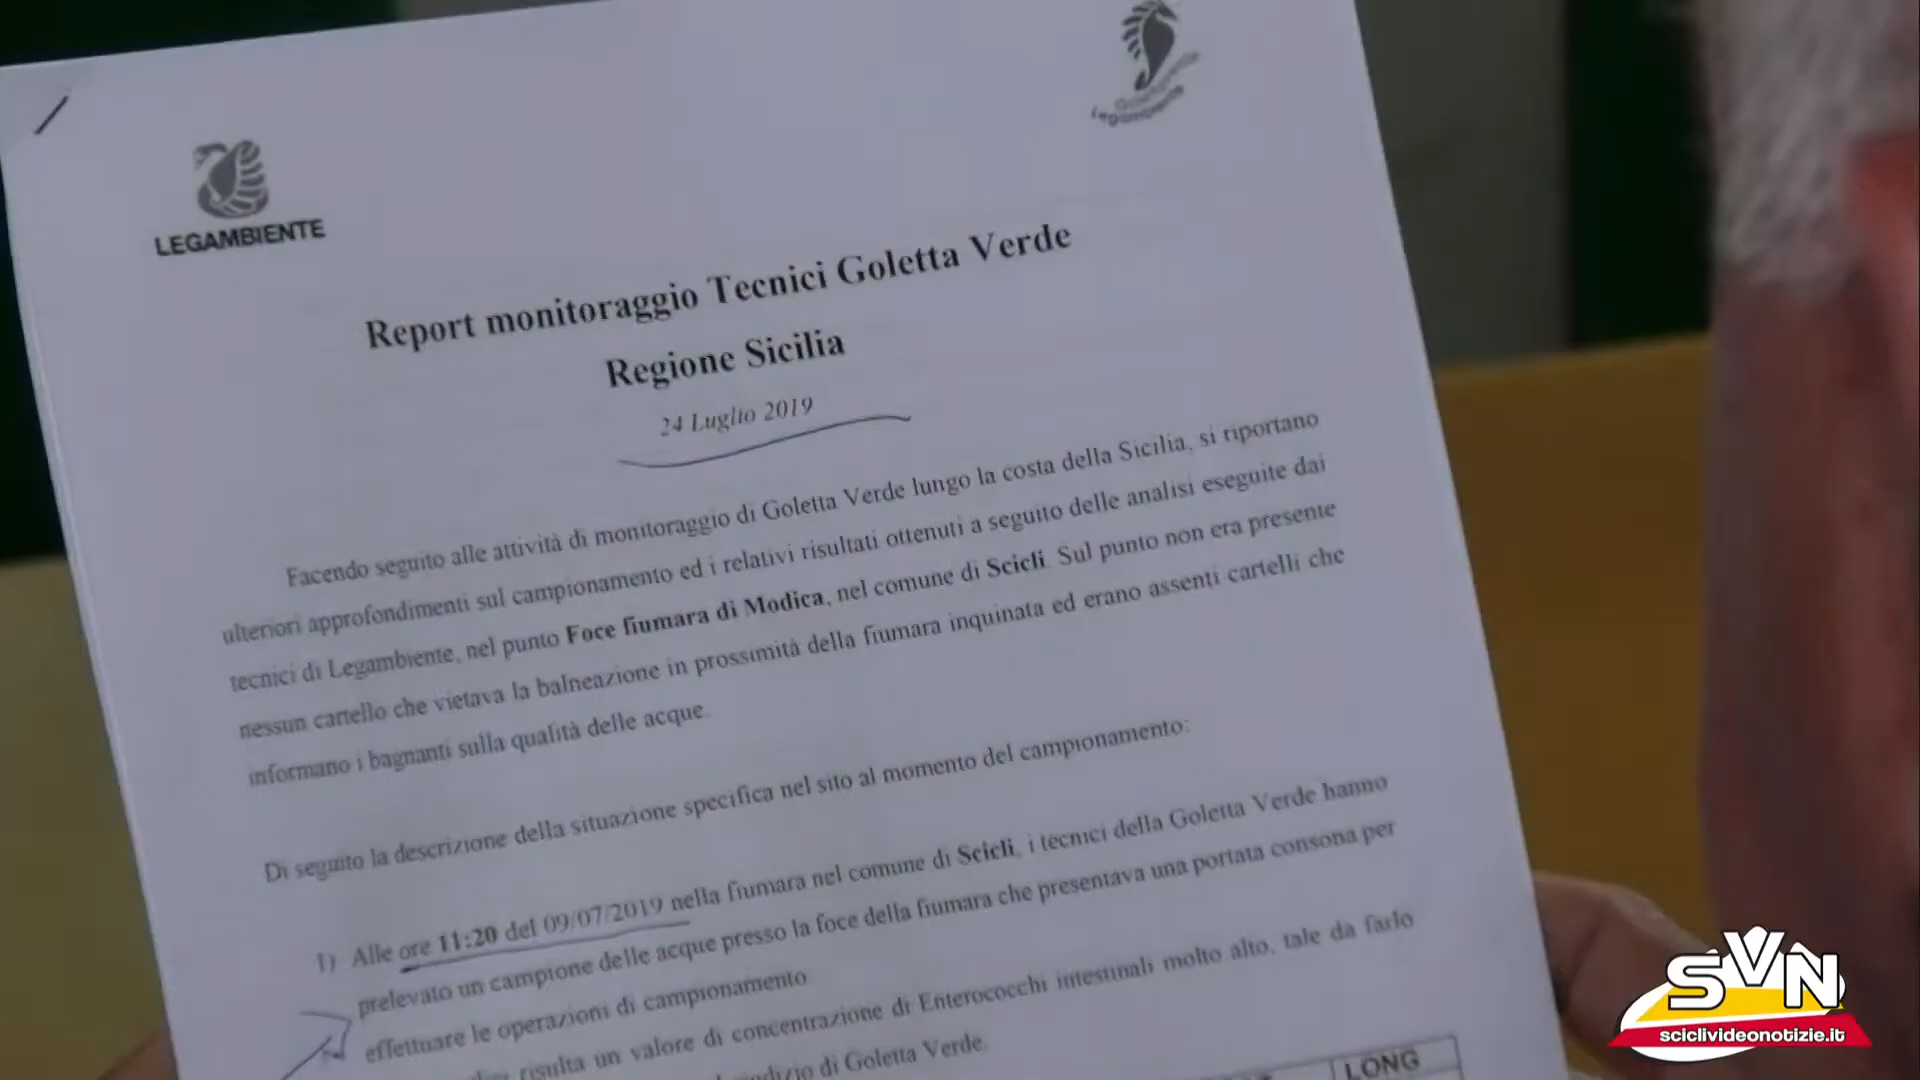 LEGAMBIENTE
Legambiente
Report monitoraggio Tecnici Goletta Verde
Regione Sicilia
24 Luglio 2019
Facendo seguito alle attività di monitoraggio di Goletta Verde lungo la costa della Sicilia, si riportano
ulteriori approfondimenti sul campionamento ed i relativi risultati ottenuti a seguito delle analisi eseguite dai
tecnici di Legambiente, nel punto Foce fiumara di Modica, nel comune di Scicli. Sul punto non era presente
nessun cartello che vietava la balneazione in prossimità della fiumara inquinata ed erano assenti cartelli che
informano i bagnanti sulla qualità delle acque.
Di seguito la descrizione della situazione specifica nel sito al momento del campionamento:
1) Alle ore 11:20 del 09/07/2019 nella fiumara nel comune di Scicli, i tecnici della Goletta Verde hanno
prelevato un campione delle acque presso la foce della fiumara che presentava una portata consona per
effettuare le operazioni di campionamento
risulta un valore di concentrazione di Enterococchi intestinali molto alto, tale da farlo
di Goletta Verde.
LONG
SVN
sciclivideonotizie.it